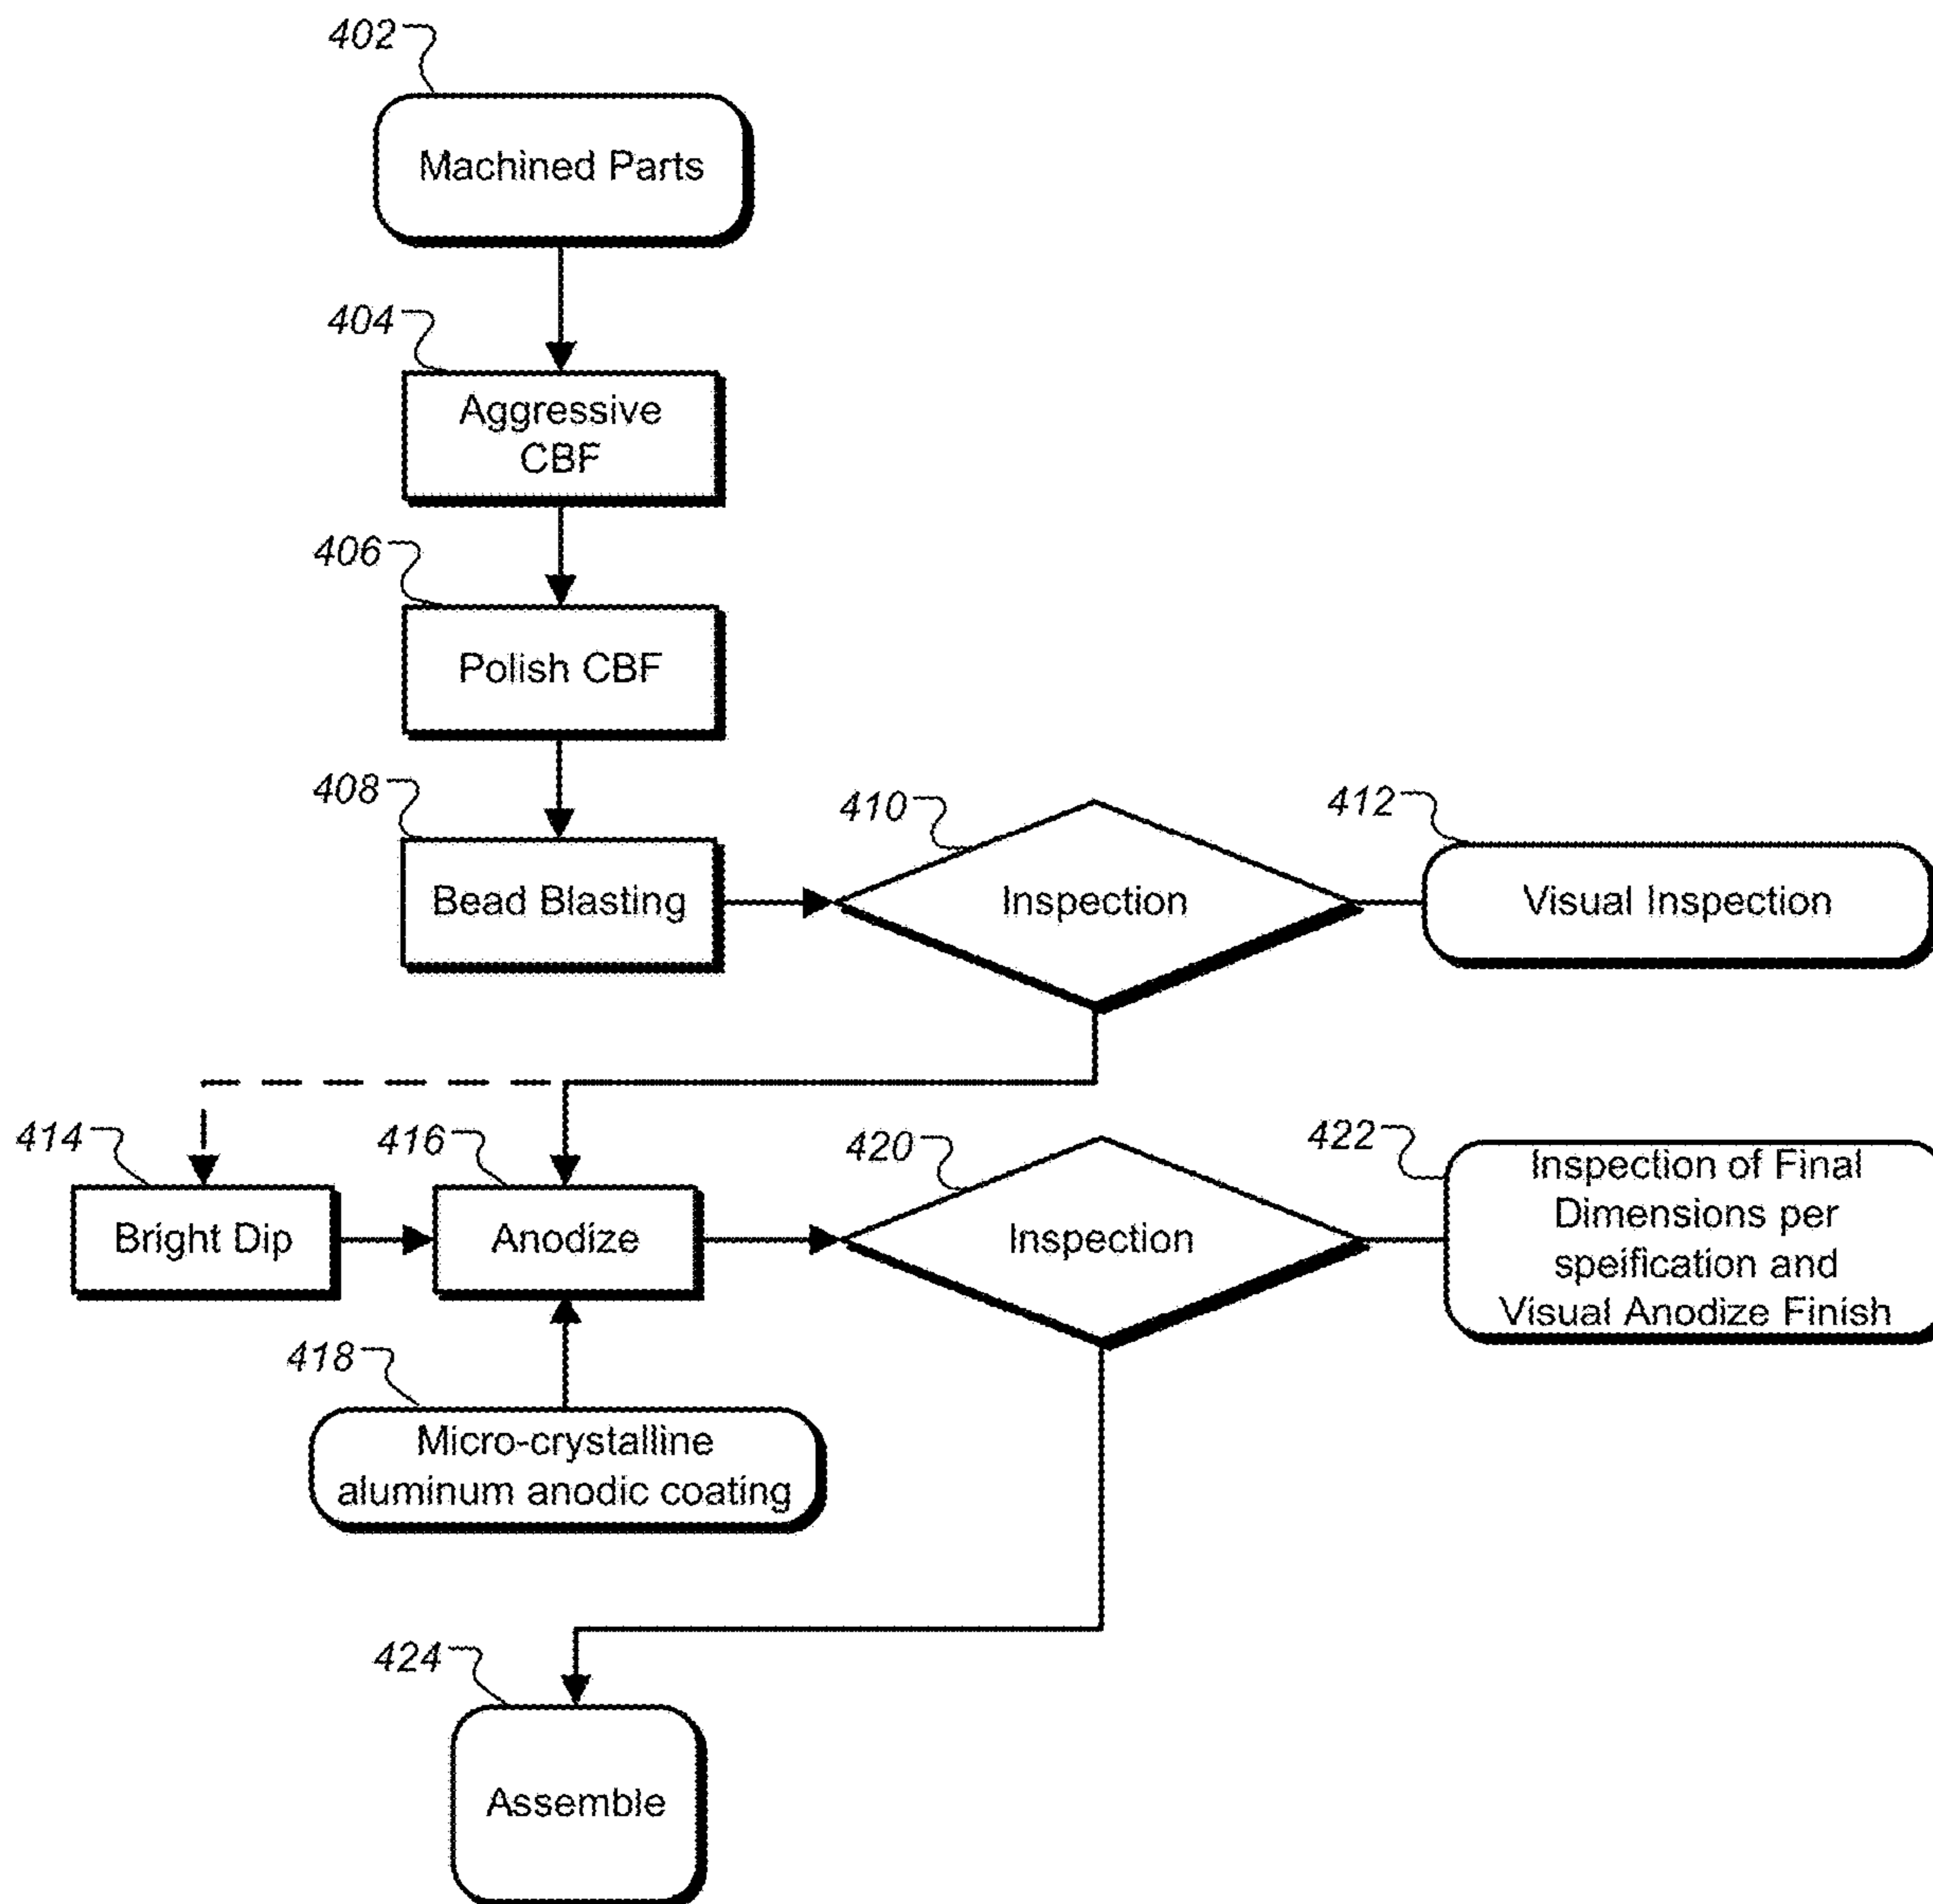 402
Machined Parts
404
Aggressive
CBF
406
Polish CBF
408
Bead Blasting
410
Inspection
412
Visual Inspection
414
Bright Dip
416
Anodize
418
Micro-crystalline
aluminum anodic coating
420
Inspection
422
Inspection of Final
Dimensions per
speification and
Visual Anodize Finish
424
Assemble